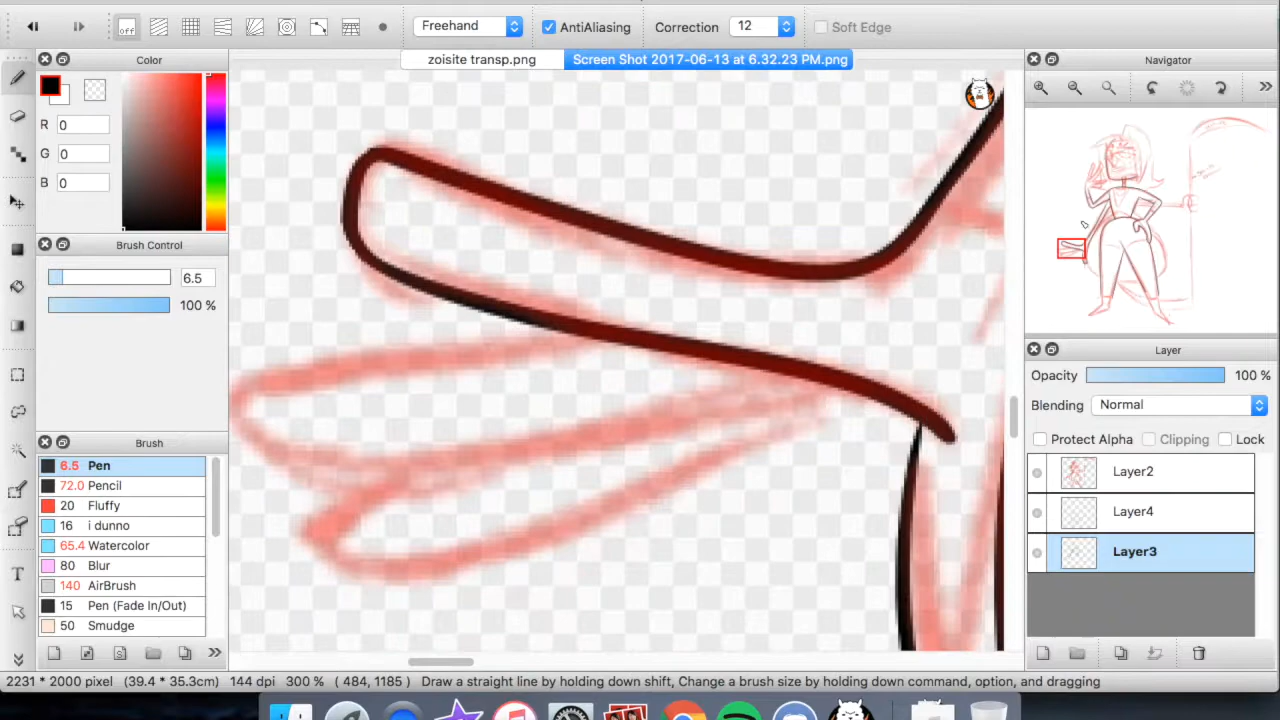 off Freehand AntiAliasing Correction 12 Soft Edge
Color
zoisite transp.png Screen Shot 2017-06-13 at 6.32.23 PM.png
Navigator
R 0
G 0
B 0
Brush Control
6.5
100 %
Layer
Opacity 100 %
Blending Normal
Protect Alpha Clipping Lock
Brush
6.5 Pen
72.0 Pencil
20 Fluffy
16 i dunno
65.4 Watercolor
80 Blur
140 AirBrush
15 Pen (Fade In/Out)
50 Smudge
Layer2
Layer4
Layer3
T
2231 * 2000 pixel (39.4 * 35.3cm) 144 dpi 300 % ( 484, 1185 ) Draw a straight line by holding down shift, Change a brush size by holding down command, option, and dragging